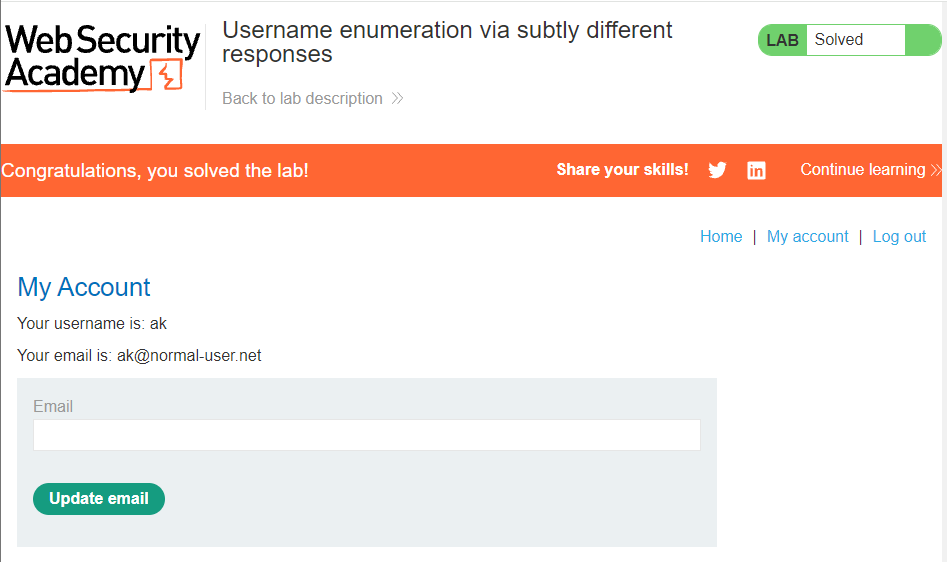 Web Security
Academy
Username enumeration via subtly different
responses
Back to lab description
LAB Solved
Congratulations, you solved the lab!
Share your skills!
Continue learning
Home | My account | Log out
My Account
Your username is: ak
Your email is: ak@normal-user.net
Email
Update email